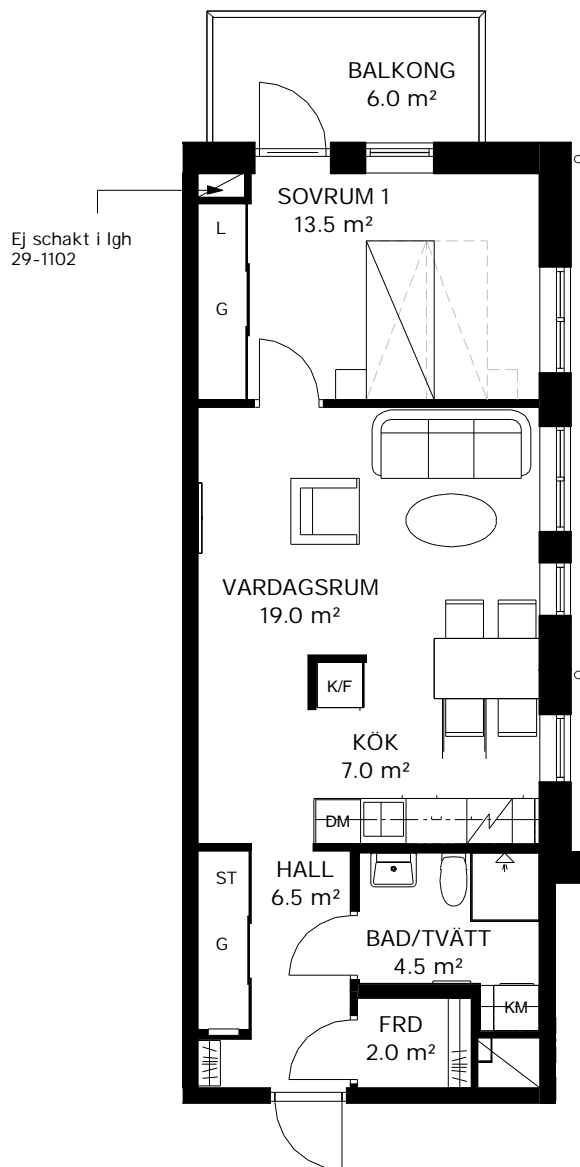 BALKONG
6.0 m²
SOVRUM 1
13.5 m²
L
Ej schakt i lgh
29-1102
G
VARDAGSRUM
19.0 m²
K/F
KÖK
7.0 m²
DM
HALL
6.5 m²
ST
G
BAD/TVÄTT
4.5 m²
KM
FRD
2.0 m²